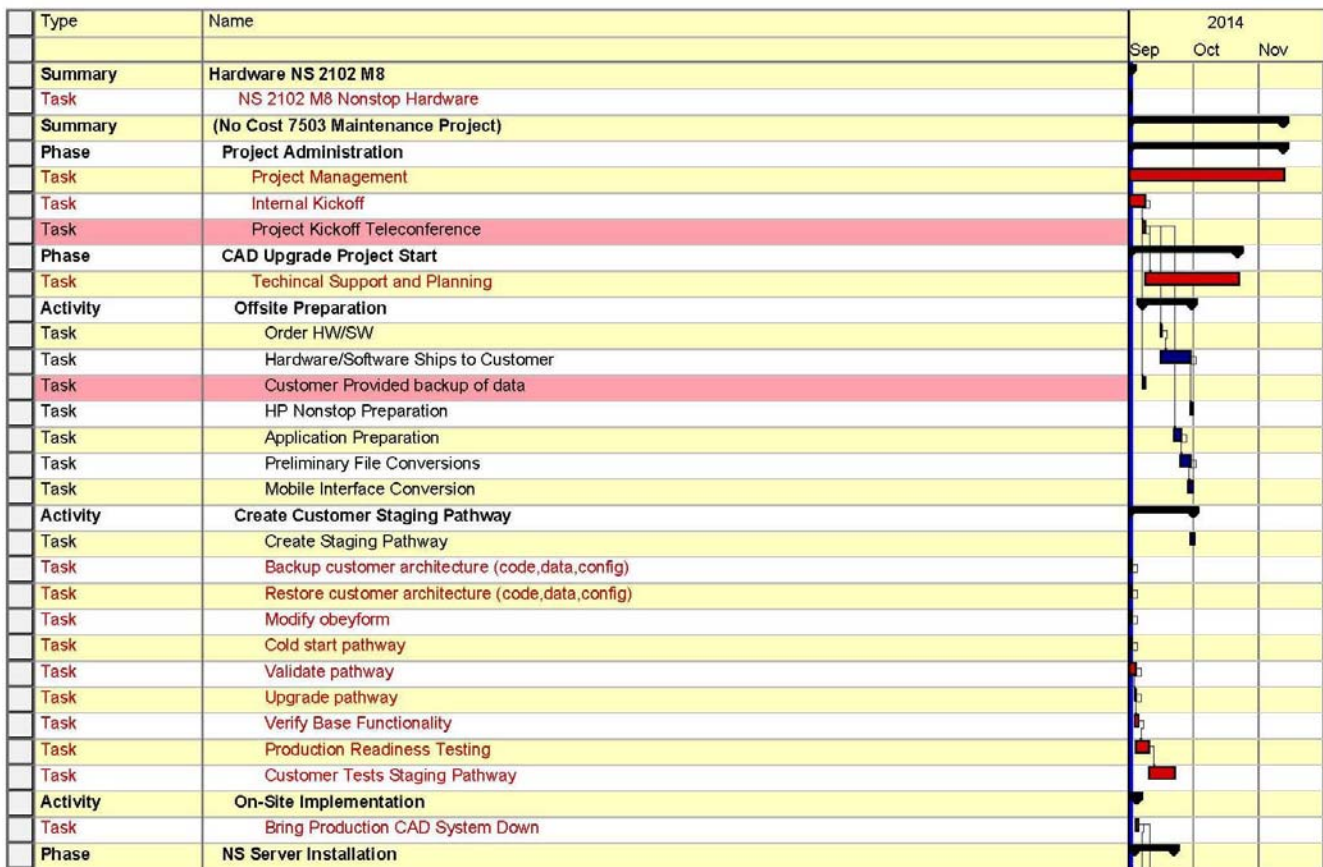 Type Name 2014
Sep Oct Nov
Summary Hardware NS 2102 M8
Task NS 2102 M8 Nonstop Hardware
Summary (No Cost 7503 Maintenance Project)
Phase Project Administration
Task Project Management
Task Internal Kickoff
Task Project Kickoff Teleconference
Phase CAD Upgrade Project Start
Task Techincal Support and Planning
Activity Offsite Preparation
Task Order HW/SW
Task Hardware/Software Ships to Customer
Task Customer Provided backup of data
Task HP Nonstop Preparation
Task Application Preparation
Task Preliminary File Conversions
Task Mobile Interface Conversion
Activity Create Customer Staging Pathway
Task Create Staging Pathway
Task Backup customer architecture (code,data,config)
Task Restore customer architecture (code,data,config)
Task Modify obeyform
Task Cold start pathway
Task Validate pathway
Task Upgrade pathway
Task Verify Base Functionality
Task Production Readiness Testing
Task Customer Tests Staging Pathway
Activity On-Site Implementation
Task Bring Production CAD System Down
Phase NS Server Installation